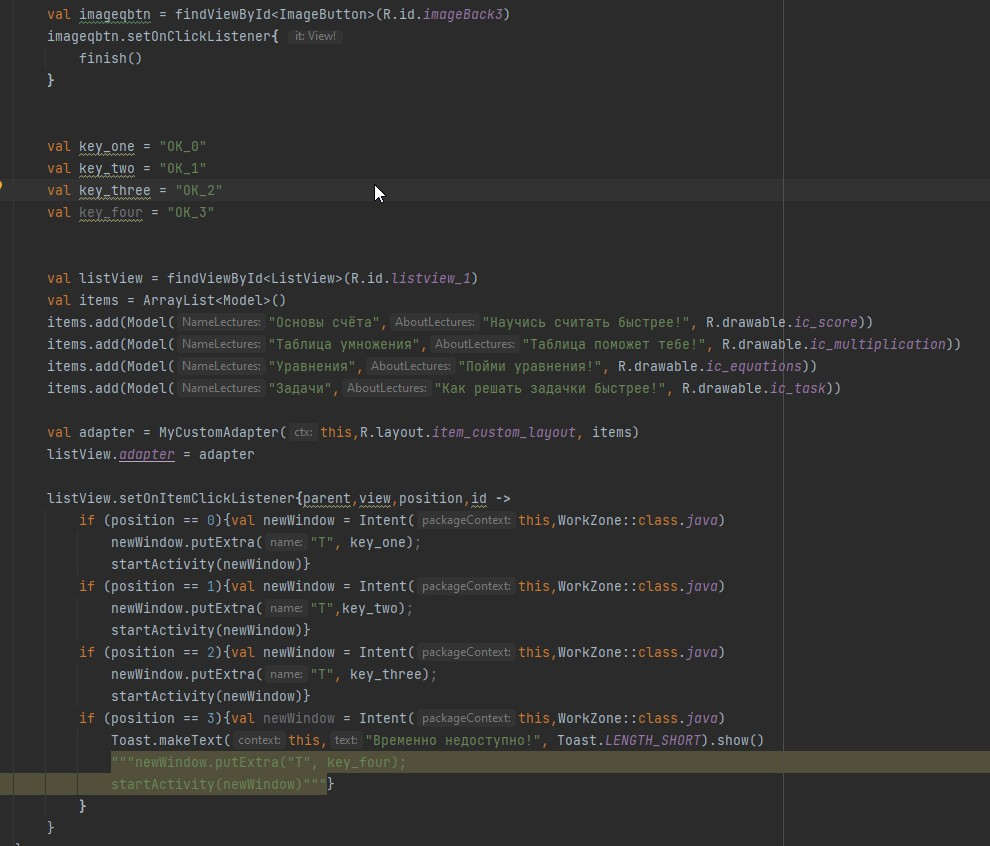 val imageqbtn = findViewById<ImageButton>(R.id.imageBack3)
imageqbtn.setOnClickListener{ it: View!
finish()
}
val key_one = "OK_0"
val key_two = "OK_1"
val key_three = "OK_2"
val key_four = "OK_3"
val listView = findViewById<ListView>(R.id.listview_1)
val items = ArrayList<Model>()
items.add(Model( NameLectures: "Основы счёта", AboutLectures: "Научись считать быстрее!", R.drawable.ic_score))
items.add(Model( NameLectures: "Таблица умножения", AboutLectures: "Таблица поможет тебе!", R.drawable.ic_multiplication))
items.add(Model( NameLectures: "Уравнения", AboutLectures: "Пойми уравнения!", R.drawable.ic_equations))
items.add(Model( NameLectures: "Задачи", AboutLectures: "Как решать задачки быстрее!", R.drawable.ic_task))
val adapter = MyCustomAdapter( ctx: this,R.layout.item_custom_layout, items)
listView.adapter = adapter
listView.setOnItemClickListener{parent,view,position,id ->
if (position == 0){val newWindow = Intent( packageContext: this,WorkZone::class.java)
newWindow.putExtra( name: "T", key_one);
startActivity(newWindow)}
if (position == 1){val newWindow = Intent( packageContext: this,WorkZone::class.java)
newWindow.putExtra( name: "T",key_two);
startActivity(newWindow)}
if (position == 2){val newWindow = Intent( packageContext: this,WorkZone::class.java)
newWindow.putExtra( name: "T", key_three);
startActivity(newWindow)}
if (position == 3){val newWindow = Intent( packageContext: this,WorkZone::class.java)
Toast.makeText( context: this, text: "Временно недоступно!", Toast.LENGTH_SHORT).show()
"""newWindow.putExtra("T", key_four);
startActivity(newWindow)"""}
}
}